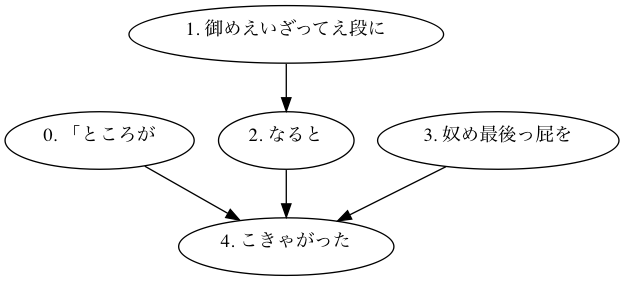 1. 御めえいざってえ段に
0. 「ところが
2. なると
3. 奴め最後っ屁を
4. こきゃがった